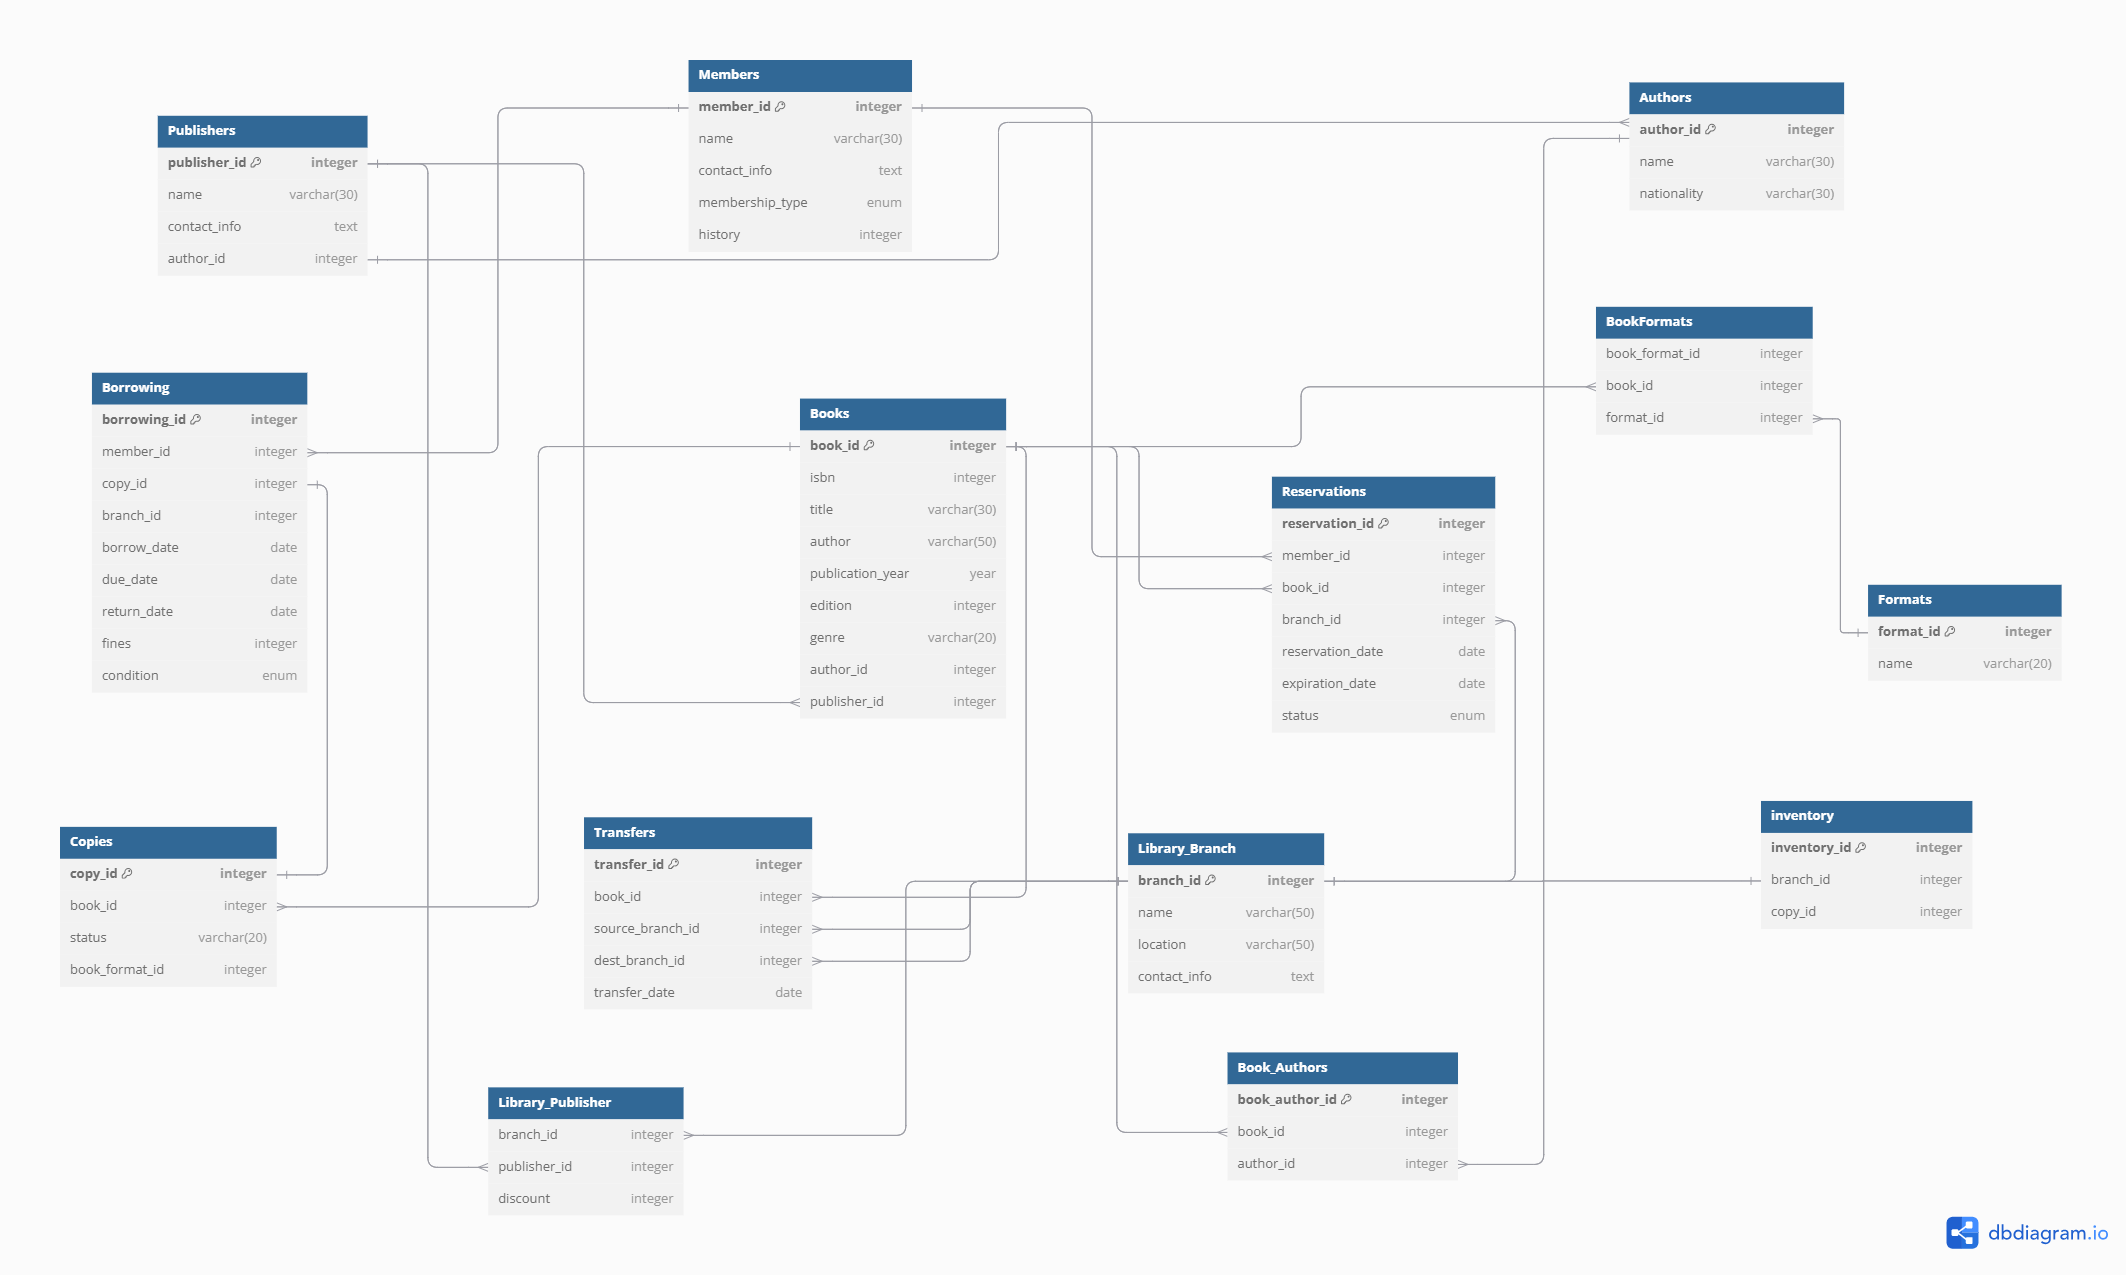 Members
member_id integer
name varchar(30)
contact_info text
membership_type enum
history integer
Authors
author_id integer
name varchar(30)
nationality varchar(30)
Publishers
publisher_id integer
name varchar(30)
contact_info text
author_id integer
BookFormats
book_format_id integer
book_id integer
format_id integer
Borrowing
borrowing_id integer
member_id integer
copy_id integer
branch_id integer
borrow_date date
due_date date
return_date date
fines integer
condition enum
Books
book_id integer
isbn integer
title varchar(30)
author varchar(50)
publication_year year
edition integer
genre varchar(20)
author_id integer
publisher_id integer
Reservations
reservation_id integer
member_id integer
book_id integer
branch_id integer
reservation_date date
expiration_date date
status enum
Formats
format_id integer
name varchar(20)
Copies
copy_id integer
book_id integer
status varchar(20)
book_format_id integer
Transfers
transfer_id integer
book_id integer
source_branch_id integer
dest_branch_id integer
transfer_date date
Library_Branch
branch_id integer
name varchar(50)
location varchar(50)
contact_info text
inventory
inventory_id integer
branch_id integer
copy_id integer
Library_Publisher
branch_id integer
publisher_id integer
discount integer
Book_Authors
book_author_id integer
book_id integer
author_id integer
dbdiagram.io